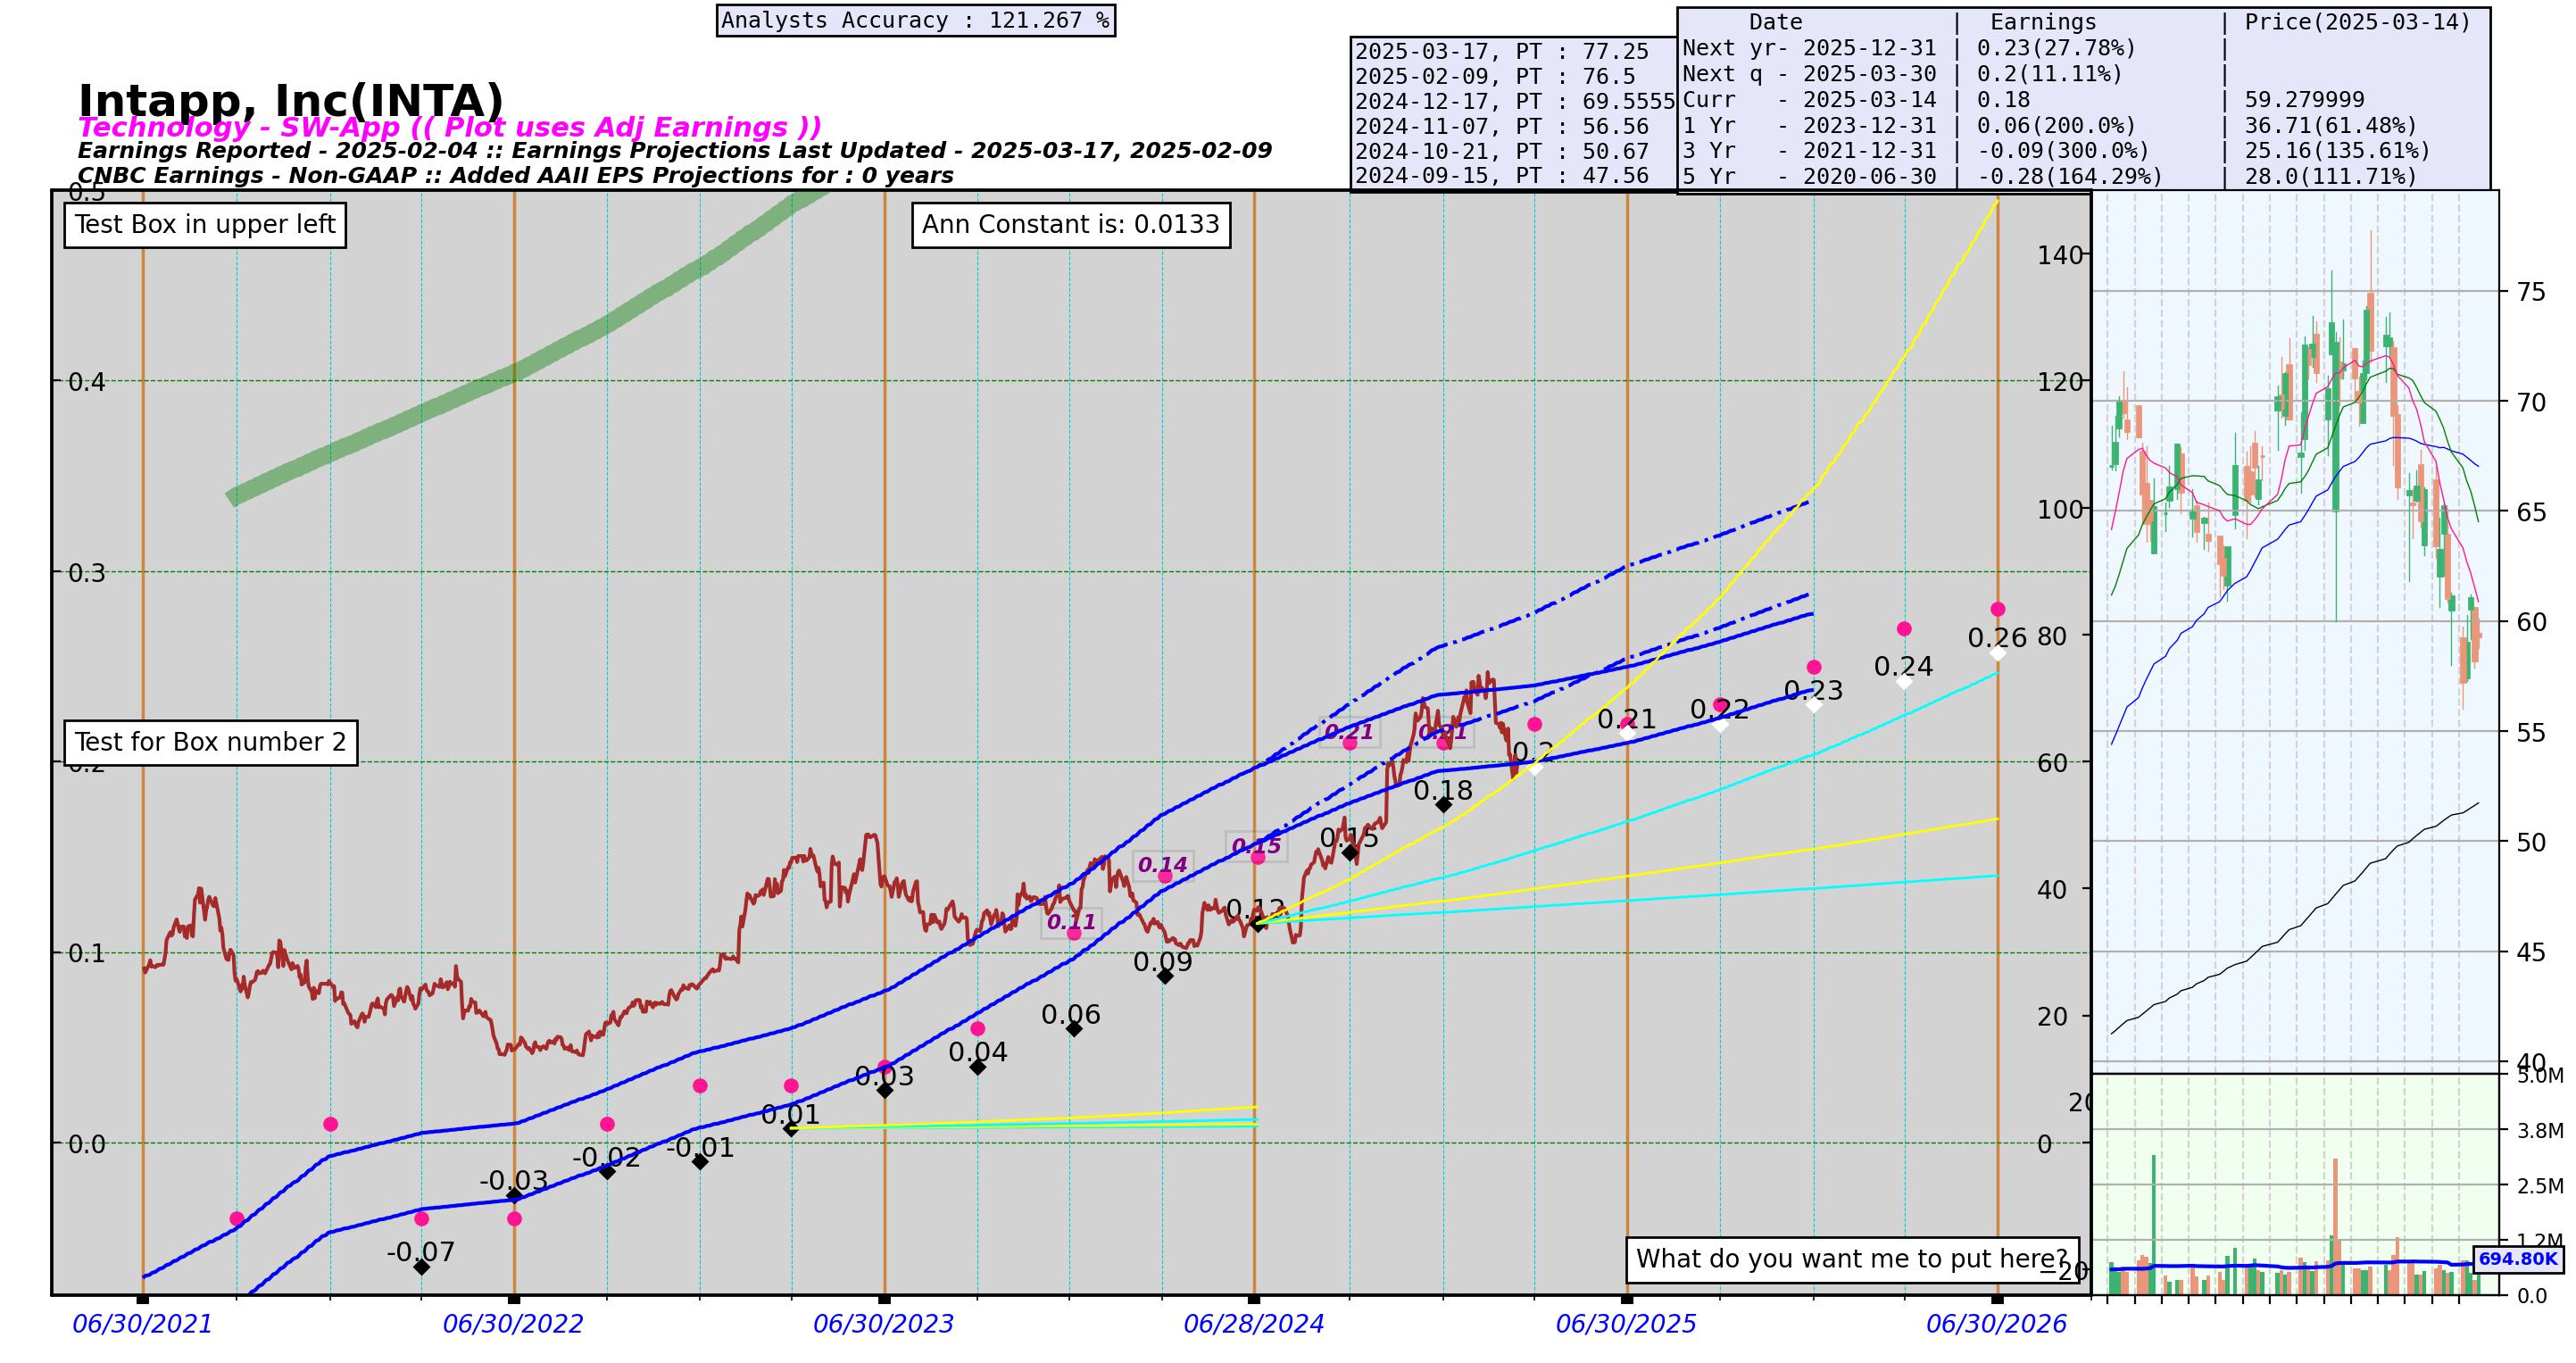 Analysts Accuracy : 121.267 %
Date | Earnings | Price(2025-03-14)
Next yr- 2025-12-31 | 0.23(27.78%) |
Next q - 2025-03-30 | 0.2(11.11%) |
Curr - 2025-03-14 | 0.18 | 59.279999
1 Yr - 2023-12-31 | 0.06(200.0%) | 36.71(61.48%)
3 Yr - 2021-12-31 | -0.09(300.0%) | 25.16(135.61%)
5 Yr - 2020-06-30 | -0.28(164.29%) | 28.0(111.71%)
2025-03-17, PT : 77.25
2025-02-09, PT : 76.5
2024-12-17, PT : 69.5555
2024-11-07, PT : 56.56
2024-10-21, PT : 50.67
2024-09-15, PT : 47.56
Intapp, Inc(INTA)
Technology - SW-App (( Plot uses Adj Earnings ))
Earnings Reported - 2025-02-04 :: Earnings Projections Last Updated - 2025-03-17, 2025-02-09
CNBC Earnings - Non-GAAP :: Added AAII EPS Projections for : 0 years
0.5
Test Box in upper left
Ann Constant is: 0.0133
0.4
0.3
Test for Box number 2
0.2
0.1
0.0
-0.07
-0.03
-0.02
-0.01
0.01
0.03
0.04
0.06
0.09
0.12
0.15
0.18
0.2
0.21
0.22
0.23
0.24
0.26
0.11
0.14
0.15
0.21
0.21
140
120
100
80
60
40
20
0
−20
20
What do you want me to put here?
75
70
65
60
55
50
45
40
5.0M
3.8M
2.5M
1.2M
694.80K
0.0
06/30/2021
06/30/2022
06/30/2023
06/28/2024
06/30/2025
06/30/2026